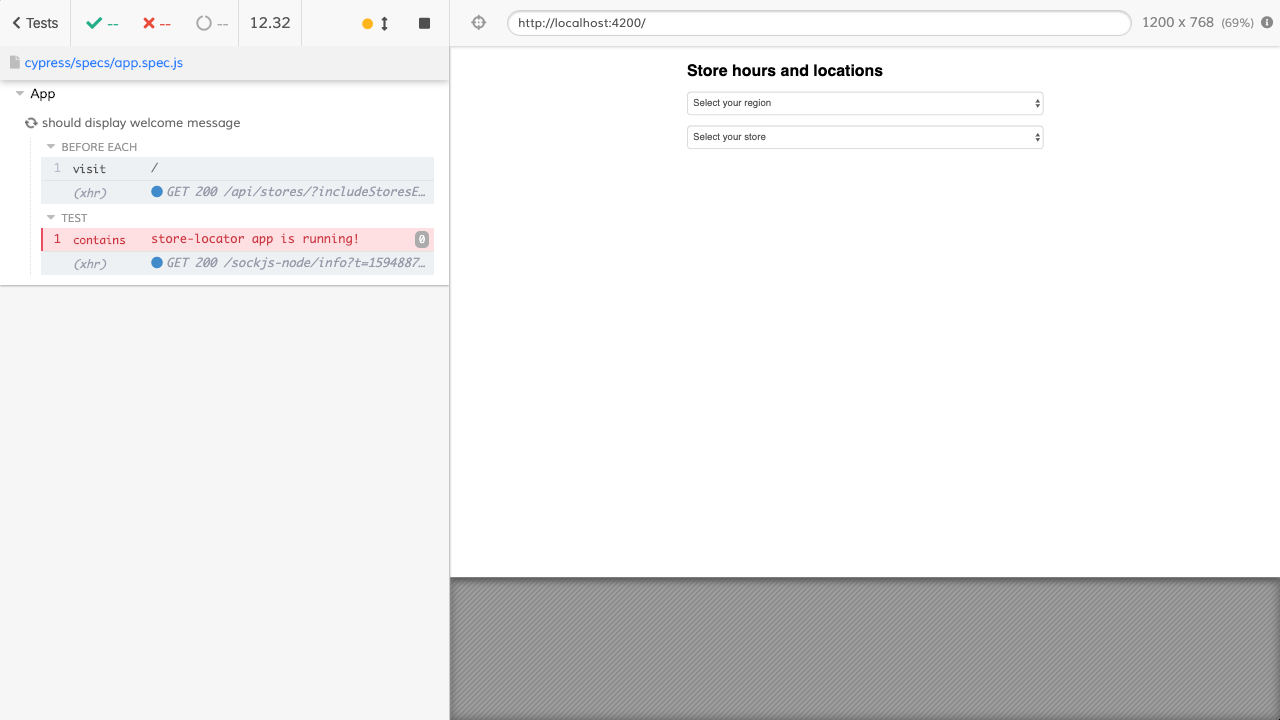 Tests -- -- -- 12.32
http://localhost:4200/ 1200 x 768 (69%)
cypress/specs/app.spec.js
App
should display welcome message
BEFORE EACH
1 visit /
(xhr) GET 200 /api/stores/?includeStoresE…
TEST
1 contains store-locator app is running! 0
(xhr) GET 200 /sockjs-node/info?t=1594887…
Store hours and locations
Select your region
Select your store